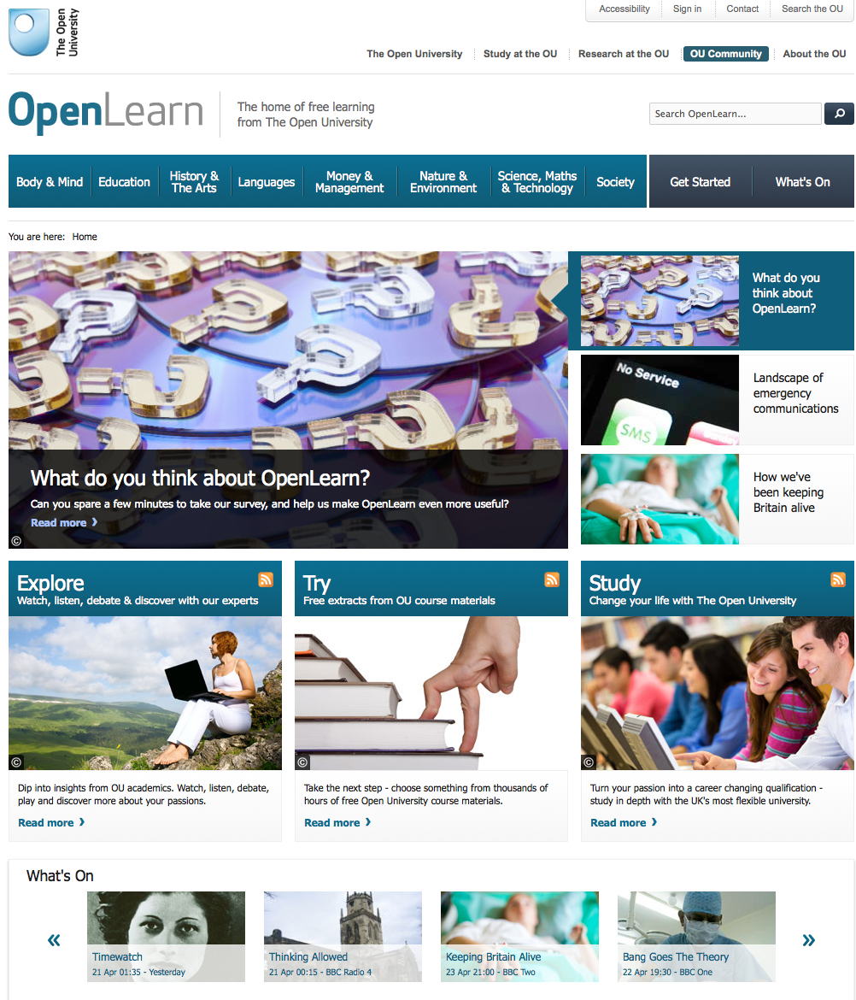 The Open
University
Accessibility
Sign in
Contact
Search the OU
The Open University
Study at the OU
Research at the OU
OU Community
About the OU
OpenLearn
The home of free learning
from The Open University
Search OpenLearn...
Body & Mind
Education
History &
The Arts
Languages
Money &
Management
Nature &
Environment
Science, Maths
& Technology
Society
Get Started
What's On
You are here: Home
What do you think about OpenLearn?
Can you spare a few minutes to take our survey, and help us make OpenLearn even more useful?
Read more ❯
©
What do you
think about
OpenLearn?
No Service
SMS
Landscape of
emergency
communications
How we've
been keeping
Britain alive
Explore
Watch, listen, debate & discover with our experts
©
Dip into insights from OU academics. Watch, listen, debate,
play and discover more about your passions.
Read more ❯
Try
Free extracts from OU course materials
©
Take the next step - choose something from thousands of
hours of free Open University course materials.
Read more ❯
Study
Change your life with The Open University
©
Turn your passion into a career changing qualification -
study in depth with the UK's most flexible university.
Read more ❯
What's On
«
Timewatch
21 Apr 01:35 - Yesterday
Thinking Allowed
21 Apr 00:15 - BBC Radio 4
Keeping Britain Alive
23 Apr 21:00 - BBC Two
Bang Goes The Theory
22 Apr 19:30 - BBC One
»